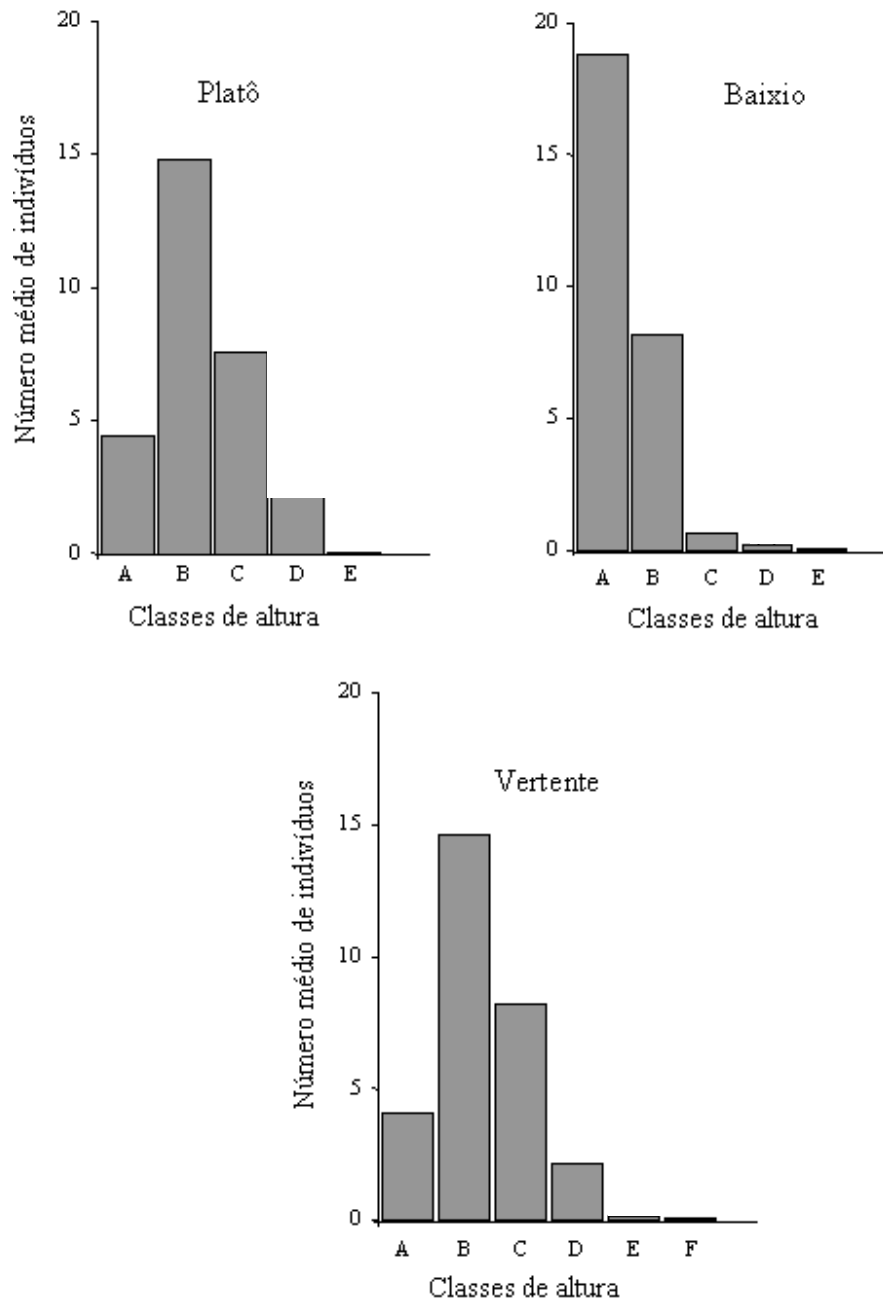 Platô
Número médio de indivíduos
20
15
10
5
0
A B C D E
Classes de altura
Baixio
20
15
10
5
0
A B C D E
Classes de altura
Vertente
Número médio de indivíduos
20
15
10
5
0
A B C D E F
Classes de altura